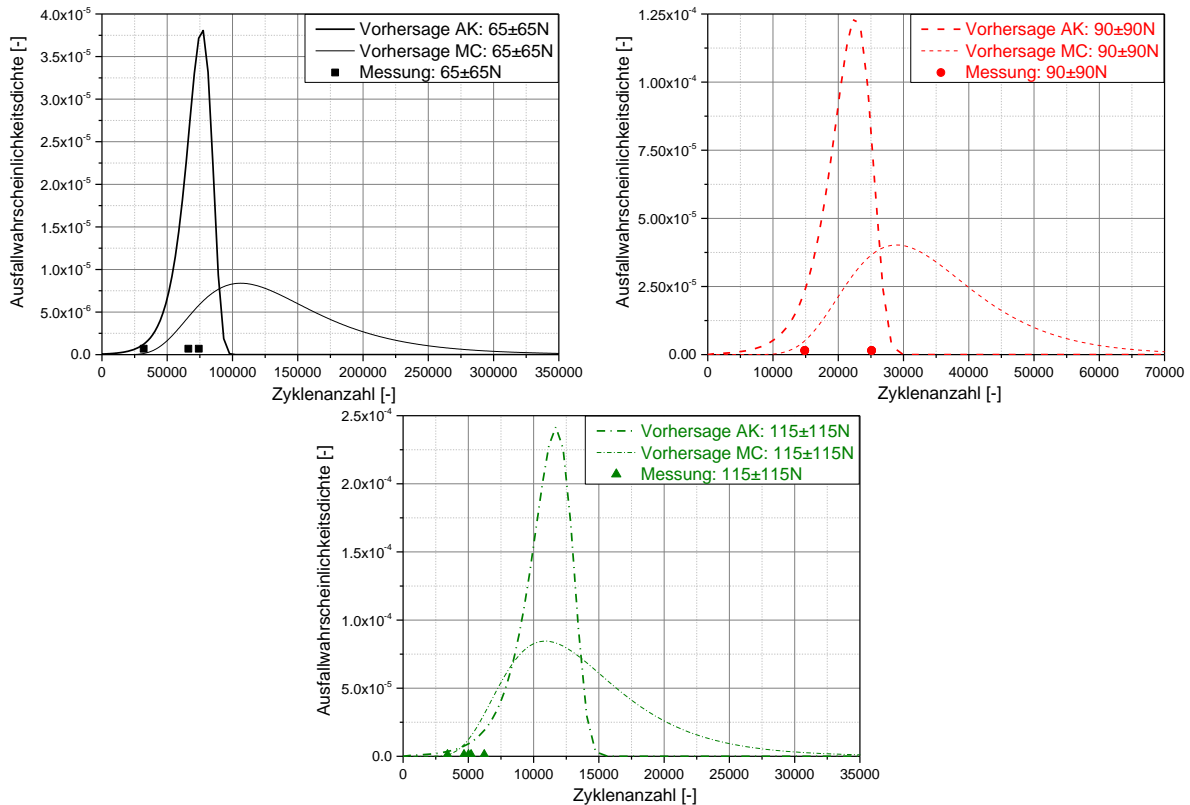 Vorhersage AK: 65±65N
Vorhersage MC: 65±65N
Messung: 65±65N
Ausfallwahrscheinlichkeitsdichte [-]
4.0x10⁻⁵
3.5x10⁻⁵
3.0x10⁻⁵
2.5x10⁻⁵
2.0x10⁻⁵
1.5x10⁻⁵
1.0x10⁻⁵
5.0x10⁻⁶
0.0
0 50000 100000 150000 200000 250000 300000 350000
Zyklenanzahl [-]
Vorhersage AK: 90±90N
Vorhersage MC: 90±90N
Messung: 90±90N
Ausfallwahrscheinlichkeitsdichte [-]
1.25x10⁻⁴
1.00x10⁻⁴
7.50x10⁻⁵
5.00x10⁻⁵
2.50x10⁻⁵
0.00
0 10000 20000 30000 40000 50000 60000 70000
Zyklenanzahl [-]
Vorhersage AK: 115±115N
Vorhersage MC: 115±115N
Messung: 115±115N
Ausfallwahrscheinlichkeitsdichte [-]
2.5x10⁻⁴
2.0x10⁻⁴
1.5x10⁻⁴
1.0x10⁻⁴
5.0x10⁻⁵
0.0
0 5000 10000 15000 20000 25000 30000 35000
Zyklenanzahl [-]